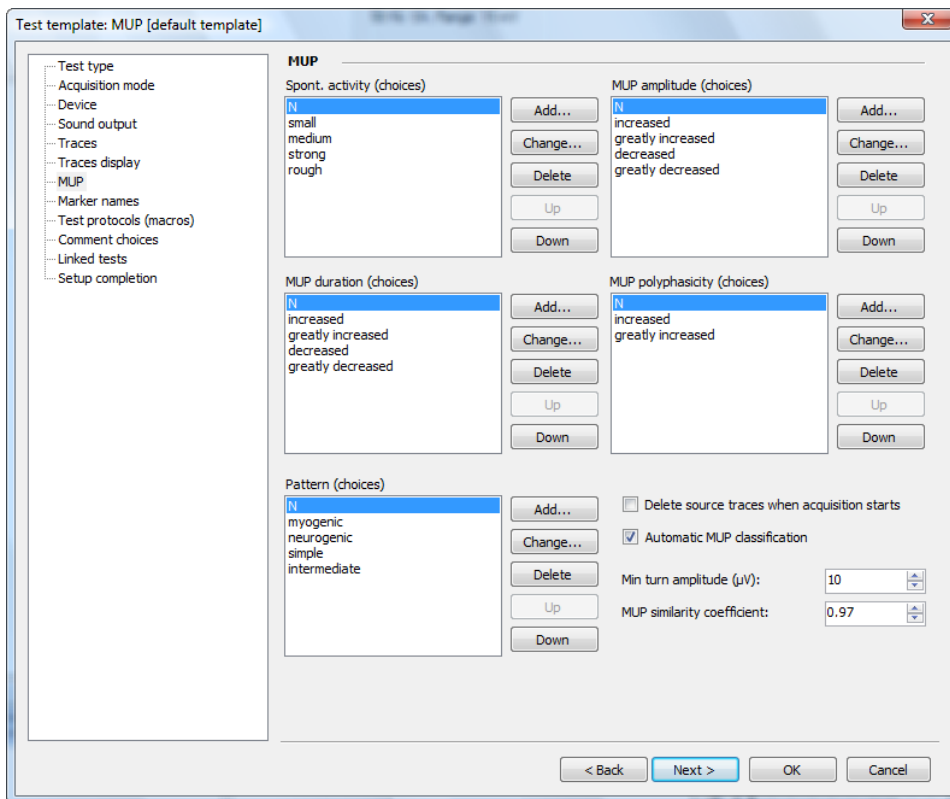 Test template: MUP [default template]
Test type
Acquisition mode
Device
Sound output
Traces
Traces display
MUP
Marker names
Test protocols (macros)
Comment choices
Linked tests
Setup completion
MUP
Spont. activity (choices)
N
small
medium
strong
rough
Add...
Change...
Delete
Up
Down
MUP amplitude (choices)
N
increased
greatly increased
decreased
greatly decreased
Add...
Change...
Delete
Up
Down
MUP duration (choices)
N
increased
greatly increased
decreased
greatly decreased
Add...
Change...
Delete
Up
Down
MUP polyphasicity (choices)
N
increased
greatly increased
Add...
Change...
Delete
Up
Down
Pattern (choices)
N
myogenic
neurogenic
simple
intermediate
Add...
Change...
Delete
Up
Down
Delete source traces when acquisition starts
Automatic MUP classification
Min turn amplitude (µV): 10
MUP similarity coefficient: 0.97
< Back Next > OK Cancel